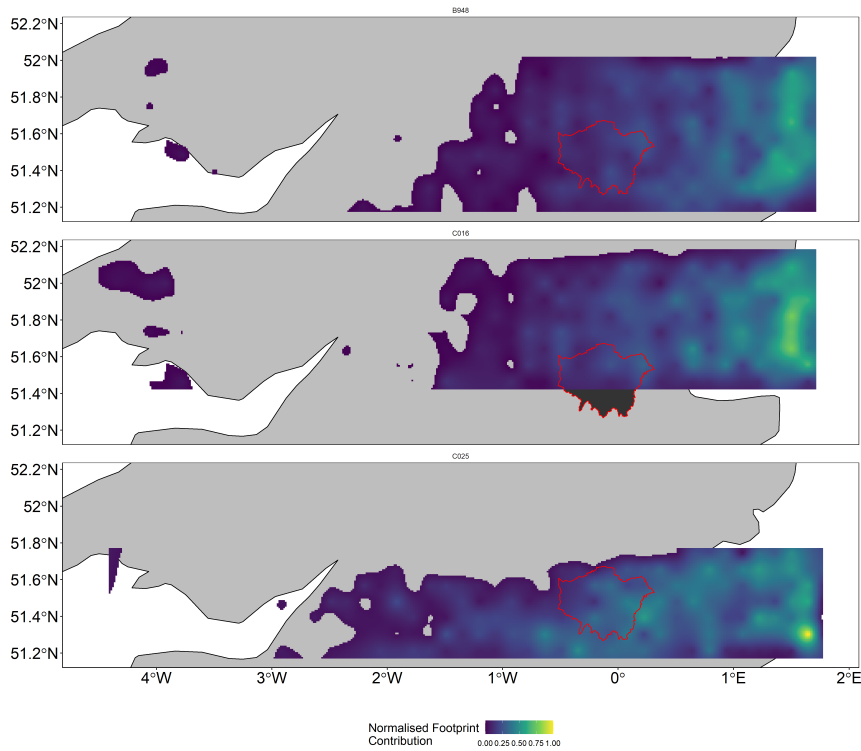 B948
52.2°N
52°N
51.8°N
51.6°N
51.4°N
51.2°N
C016
52.2°N
52°N
51.8°N
51.6°N
51.4°N
51.2°N
C025
52.2°N
52°N
51.8°N
51.6°N
51.4°N
51.2°N
4°W 3°W 2°W 1°W 0° 1°E 2°E
Normalised Footprint
Contribution
0.00 0.25 0.50 0.75 1.00